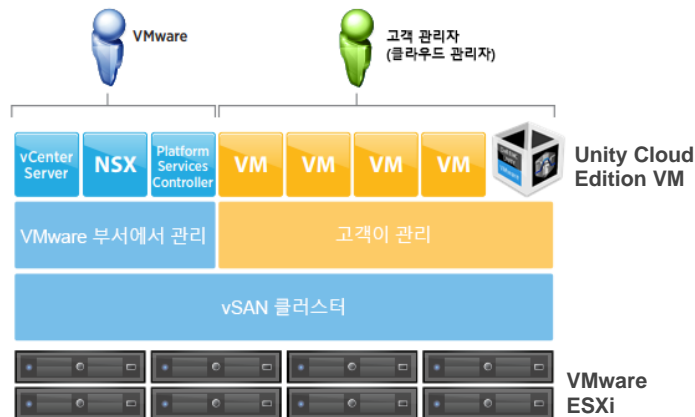 VMware
고객 관리자
(클라우드 관리자)
vCenter
Server
NSX
Platform
Services
Controller
VM
VM
VM
VM
Unity Cloud
Edition VM
VMware 부서에서 관리
고객이 관리
vSAN 클러스터
VMware
ESXi